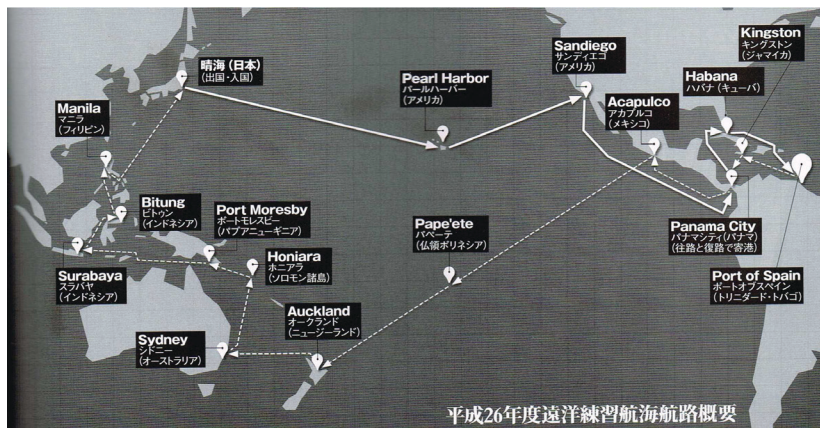 晴海（日本）
（出国・入国）
Pearl Harbor
パールハーバー
（アメリカ）
Sandiego
サンディエゴ
（アメリカ）
Kingston
キングストン
（ジャマイカ）
Habana
ハバナ（キューバ）
Acapulco
アカプルコ
（メキシコ）
Manila
マニラ
（フィリピン）
Bitung
ビトゥン
（インドネシア）
Port Moresby
ポートモレスビー
（パプアニューギニア）
Honiara
ホニアラ
（ソロモン諸島）
Pape'ete
パペーテ
（仏領ポリネシア）
Panama City
パナマシティ（パナマ）
（往路と復路で寄港）
Surabaya
スラバヤ
（インドネシア）
Port of Spain
ポートオブスペイン
（トリニダード・トバゴ）
Auckland
オークランド
（ニュージーランド）
Sydney
シドニー
（オーストラリア）
平成26年度遠洋練習航海航路概要